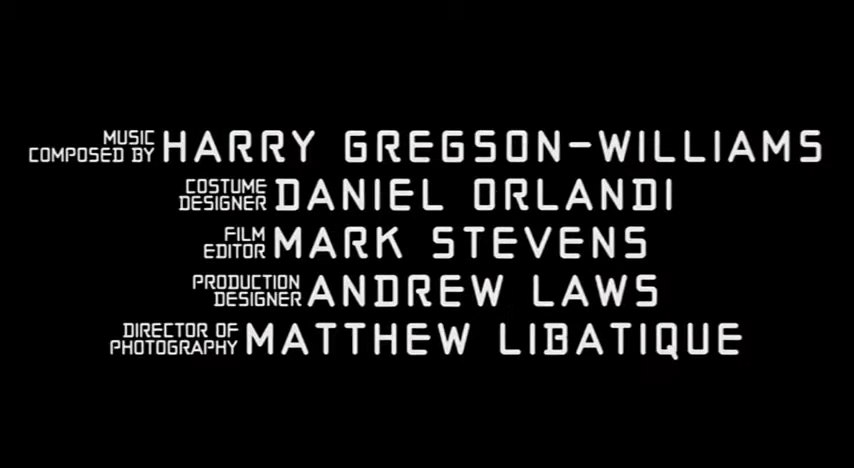 MUSIC COMPOSED BY HARRY GREGSON-WILLIAMS
COSTUME DESIGNER DANIEL ORLANDI
FILM EDITOR MARK STEVENS
PRODUCTION DESIGNER ANDREW LAWS
DIRECTOR OF PHOTOGRAPHY MATTHEW LIBATIQUE